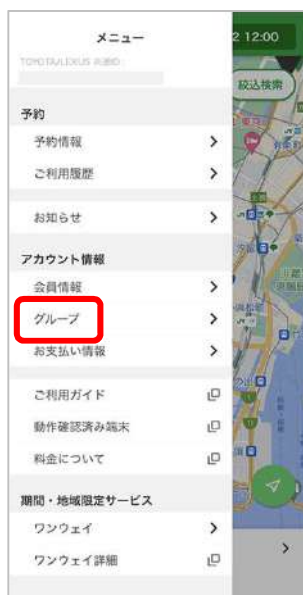 メニュー
2 12:00
TOYOTA/LEXUS
絞込検索
予約
予約情報
ご利用履歴
お知らせ
アカウント情報
会員情報
グループ
お支払い情報
ご利用ガイド
動作確認済み端末
料金について
期間・地域限定サービス
ワンウェイ
ワンウェイ詳細